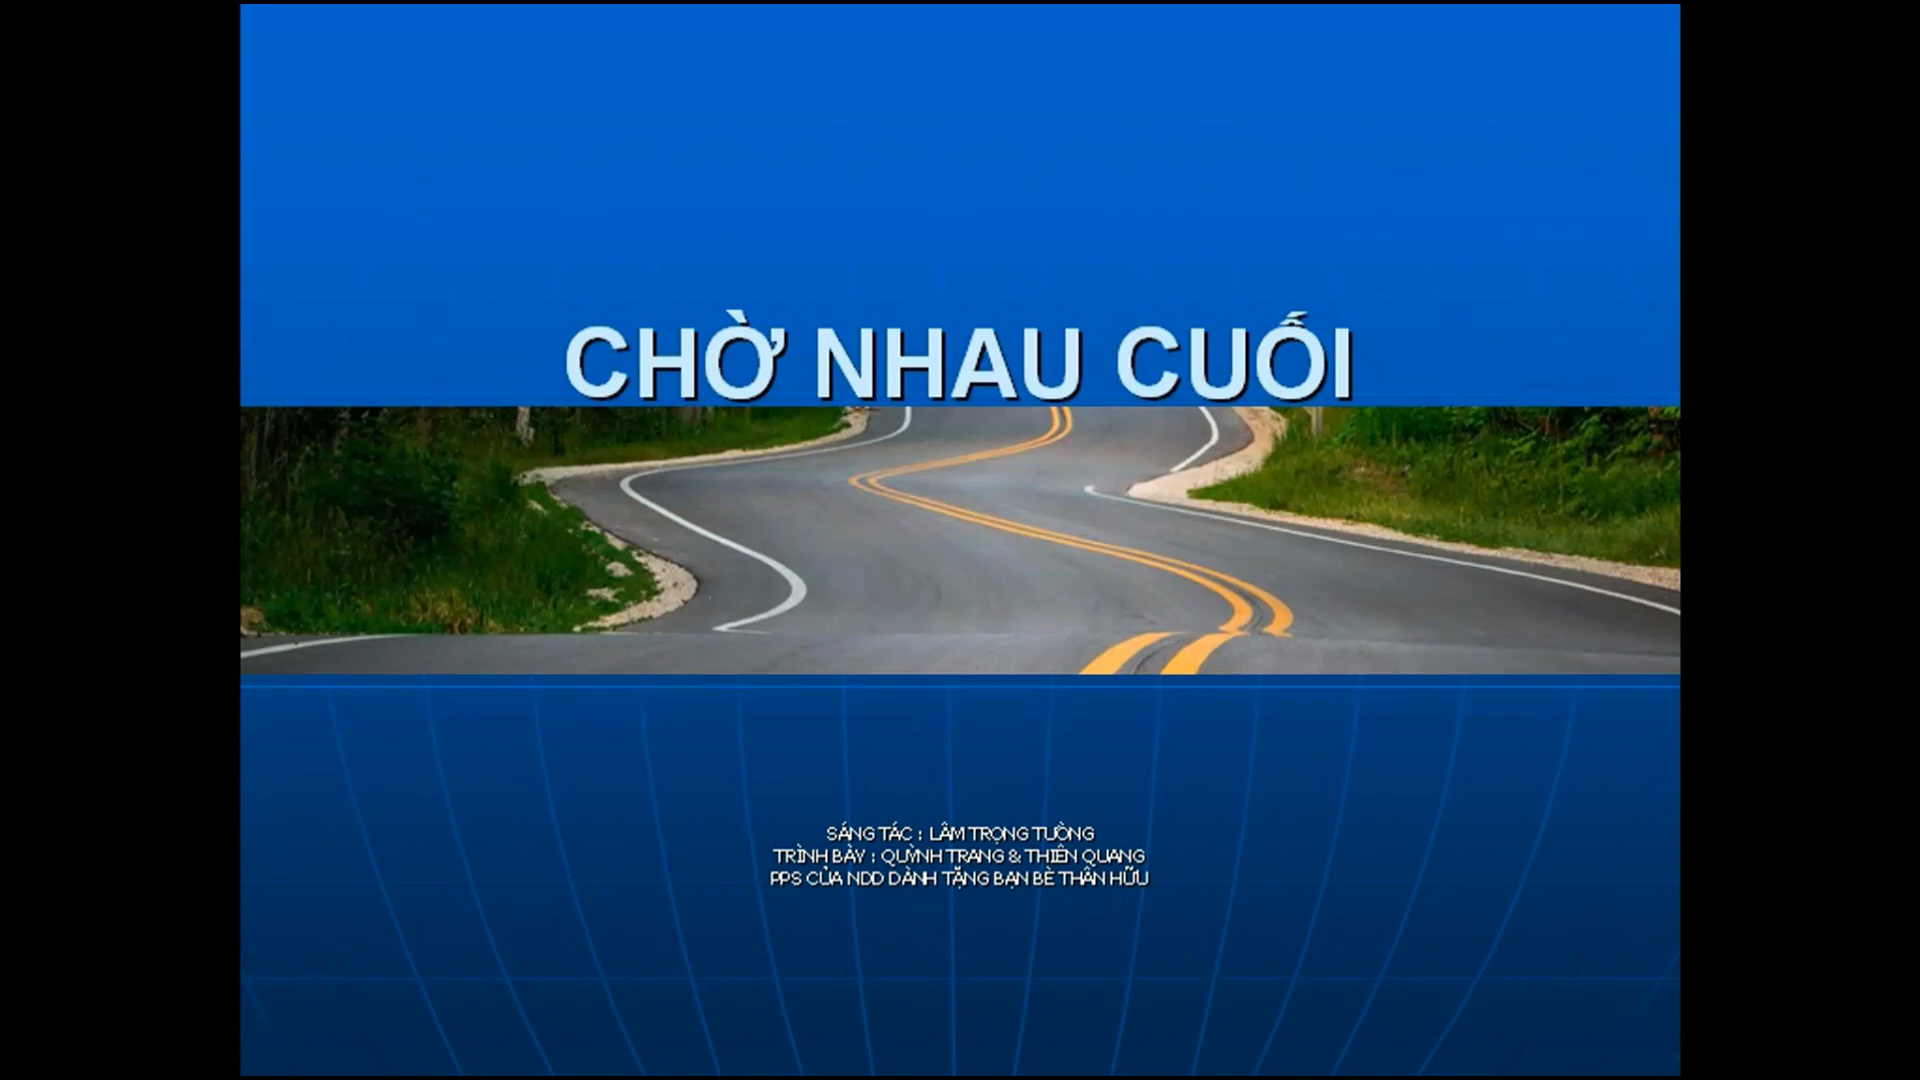 CHỜ NHAU CUỐI
SÁNG TÁC : LÂM TRỌNG TƯỜNG
TRÌNH BÀY : QUỲNH TRANG & THIÊN QUANG
PPS CỦA NDD DÀNH TẶNG BẠN BÈ THÂN HỮU